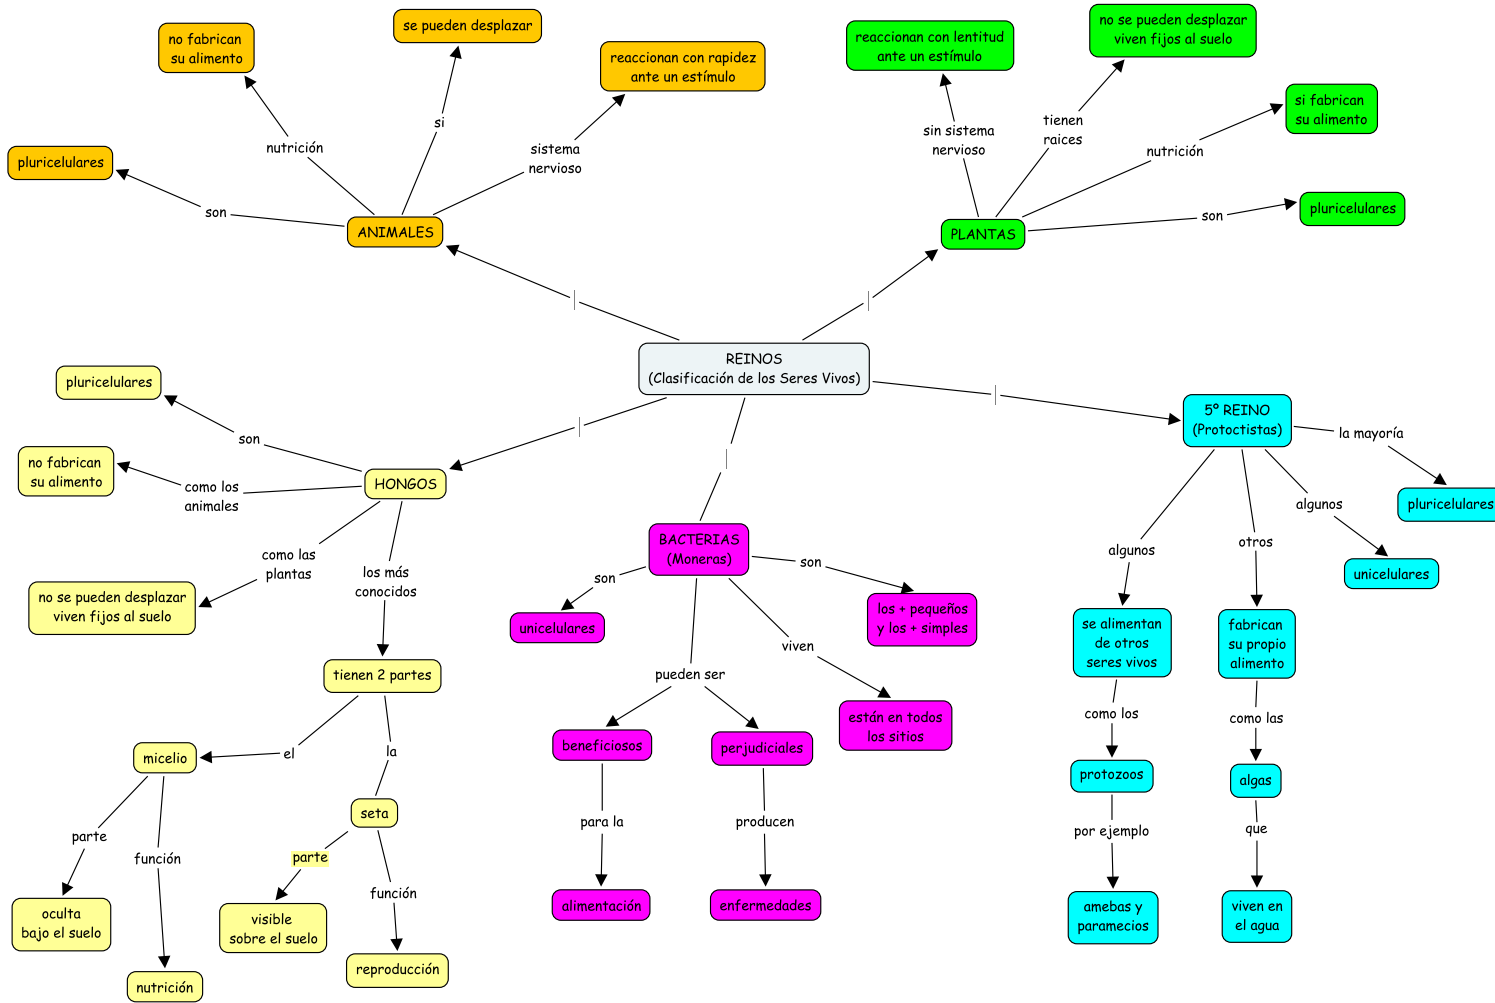 se pueden desplazar
no fabrican
su alimento
reaccionan con rapidez
ante un estímulo
si
nutrición
sistema
nervioso
pluricelulares
son
ANIMALES
reaccionan con lentitud
ante un estímulo
no se pueden desplazar
viven fijos al suelo
si fabrican
su alimento
tienen
raices
sin sistema
nervioso
nutrición
pluricelulares
son
PLANTAS
REINOS
(Clasificación de los Seres Vivos)
pluricelulares
son
no fabrican
su alimento
como los
animales
HONGOS
como las
plantas
no se pueden desplazar
viven fijos al suelo
los más
conocidos
tienen 2 partes
el
la
micelio
seta
parte
función
parte
función
oculta
bajo el suelo
nutrición
visible
sobre el suelo
reproducción
BACTERIAS
(Moneras)
son
unicelulares
son
los + pequeños
y los + simples
viven
están en todos
los sitios
pueden ser
beneficiosos
perjudiciales
para la
producen
alimentación
enfermedades
5º REINO
(Protoctistas)
la mayoría
pluricelulares
algunos
unicelulares
algunos
otros
se alimentan
de otros
seres vivos
fabrican
su propio
alimento
como los
como las
protozoos
algas
por ejemplo
que
amebas y
paramecios
viven en
el agua